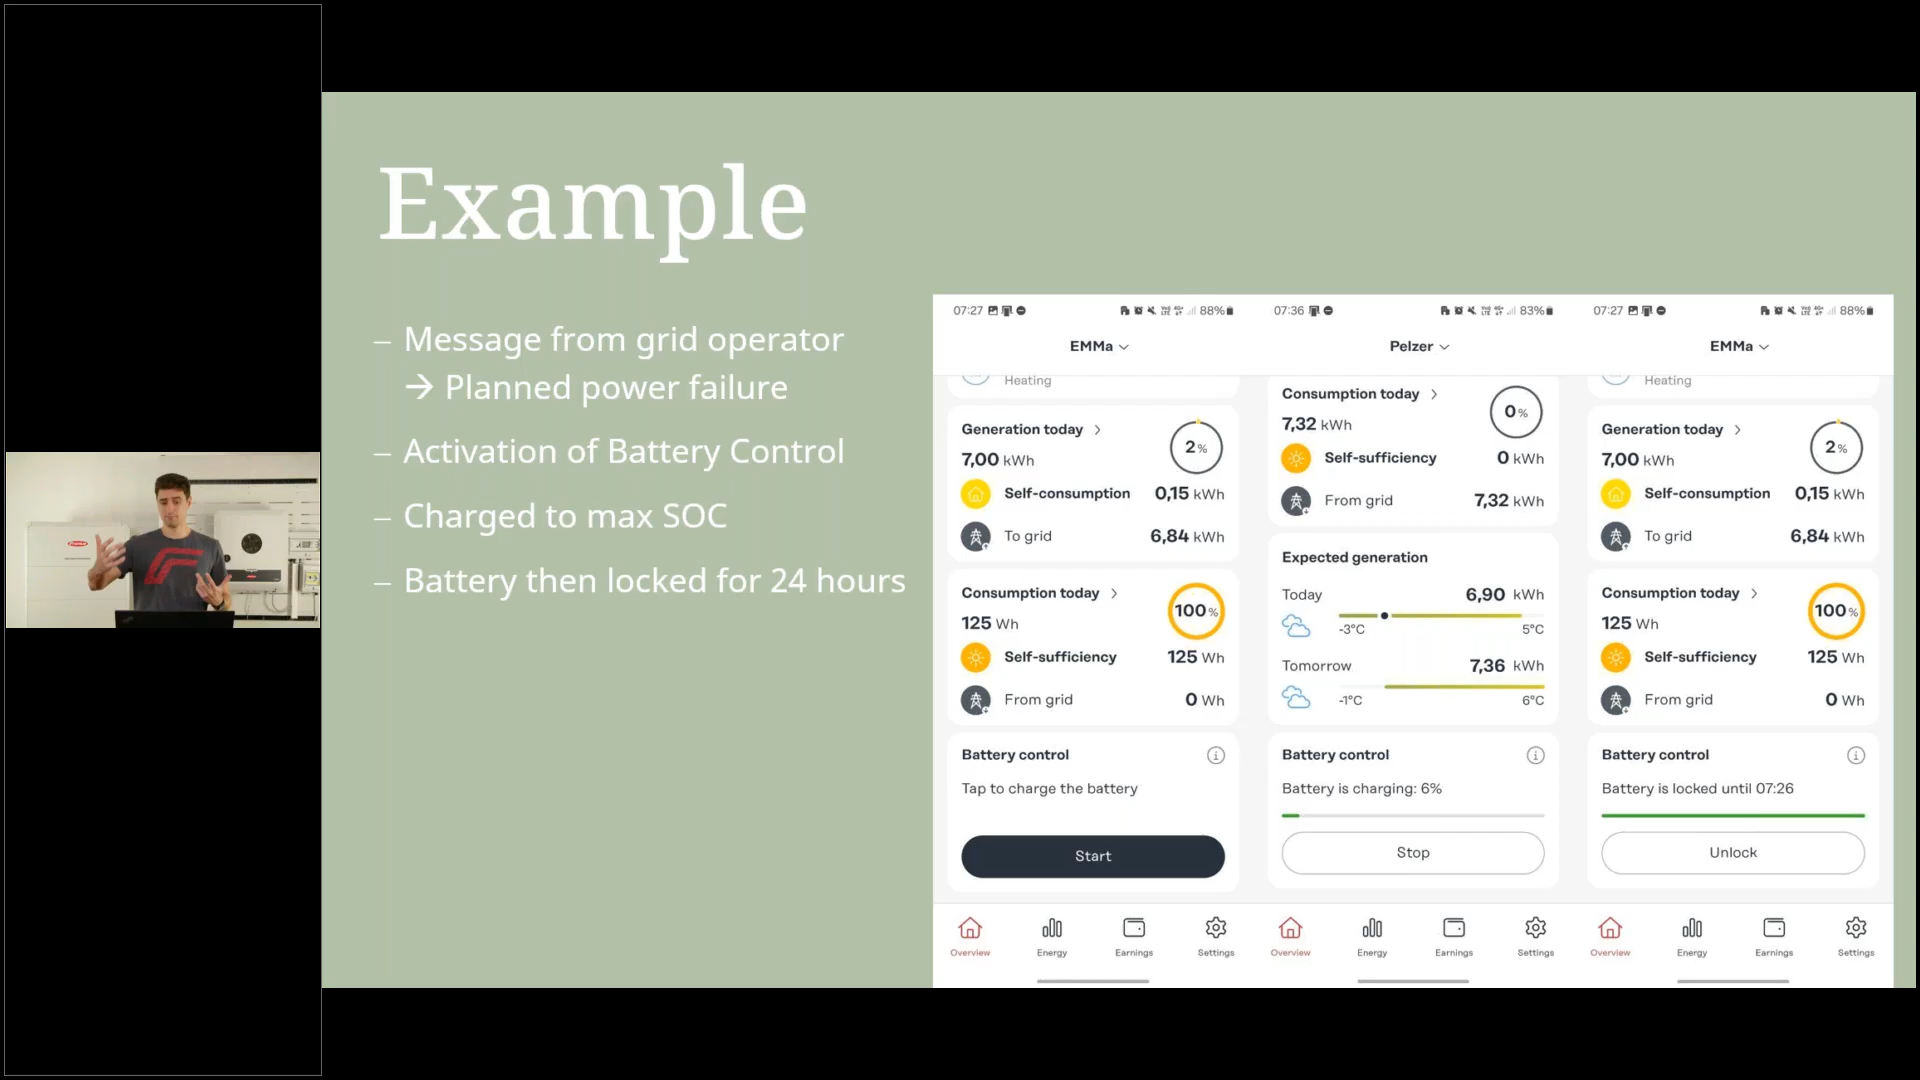 Example
– Message from grid operator
→ Planned power failure
– Activation of Battery Control
– Charged to max SOC
– Battery then locked for 24 hours
07:27
88%
EMMa
Heating
Generation today
7,00 kWh
2%
Self-consumption 0,15 kWh
To grid 6,84 kWh
Consumption today
125 Wh
100%
Self-sufficiency 125 Wh
From grid 0 Wh
Battery control
Tap to charge the battery
Start
Overview Energy Earnings Settings
07:36
83%
Pelzer
Consumption today
7,32 kWh
0%
Self-sufficiency 0 kWh
From grid 7,32 kWh
Expected generation
Today 6,90 kWh
-3°C 5°C
Tomorrow 7,36 kWh
-1°C 6°C
Battery control
Battery is charging: 6%
Stop
Overview Energy Earnings Settings
07:27
88%
EMMa
Heating
Generation today
7,00 kWh
2%
Self-consumption 0,15 kWh
To grid 6,84 kWh
Consumption today
125 Wh
100%
Self-sufficiency 125 Wh
From grid 0 Wh
Battery control
Battery is locked until 07:26
Unlock
Overview Energy Earnings Settings